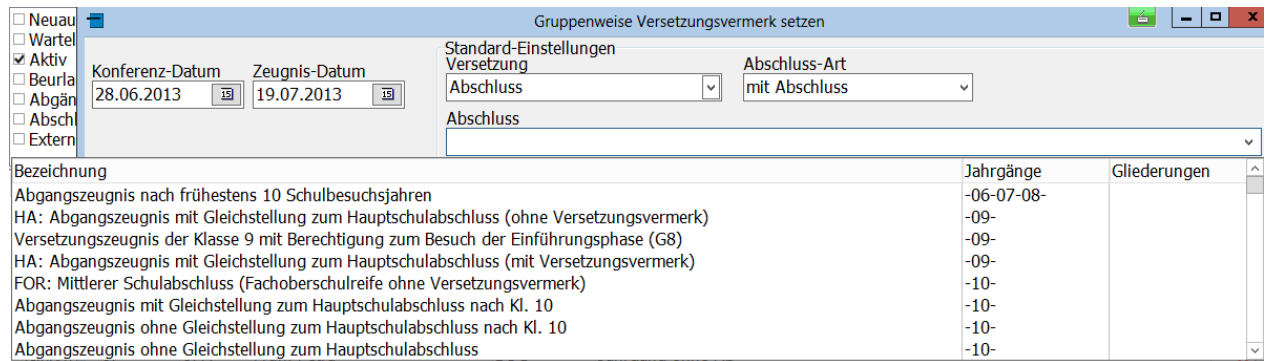 Neuau
Wartel
Aktiv
Beurla
Abgän
Abschl
Extern
Gruppenweise Versetzungsvermerk setzen
Standard-Einstellungen
Konferenz-Datum Zeugnis-Datum Versetzung Abschluss-Art
28.06.2013 15 19.07.2013 15 Abschluss mit Abschluss
Abschluss
Bezeichnung Jahrgänge Gliederungen
Abgangszeugnis nach frühestens 10 Schulbesuchsjahren -06-07-08-
HA: Abgangszeugnis mit Gleichstellung zum Hauptschulabschluss (ohne Versetzungsvermerk) -09-
Versetzungszeugnis der Klasse 9 mit Berechtigung zum Besuch der Einführungsphase (G8) -09-
HA: Abgangszeugnis mit Gleichstellung zum Hauptschulabschluss (mit Versetzungsvermerk) -09-
FOR: Mittlerer Schulabschluss (Fachoberschulreife ohne Versetzungsvermerk) -10-
Abgangszeugnis mit Gleichstellung zum Hauptschulabschluss nach Kl. 10 -10-
Abgangszeugnis ohne Gleichstellung zum Hauptschulabschluss nach Kl. 10 -10-
Abgangszeugnis ohne Gleichstellung zum Hauptschulabschluss -10-